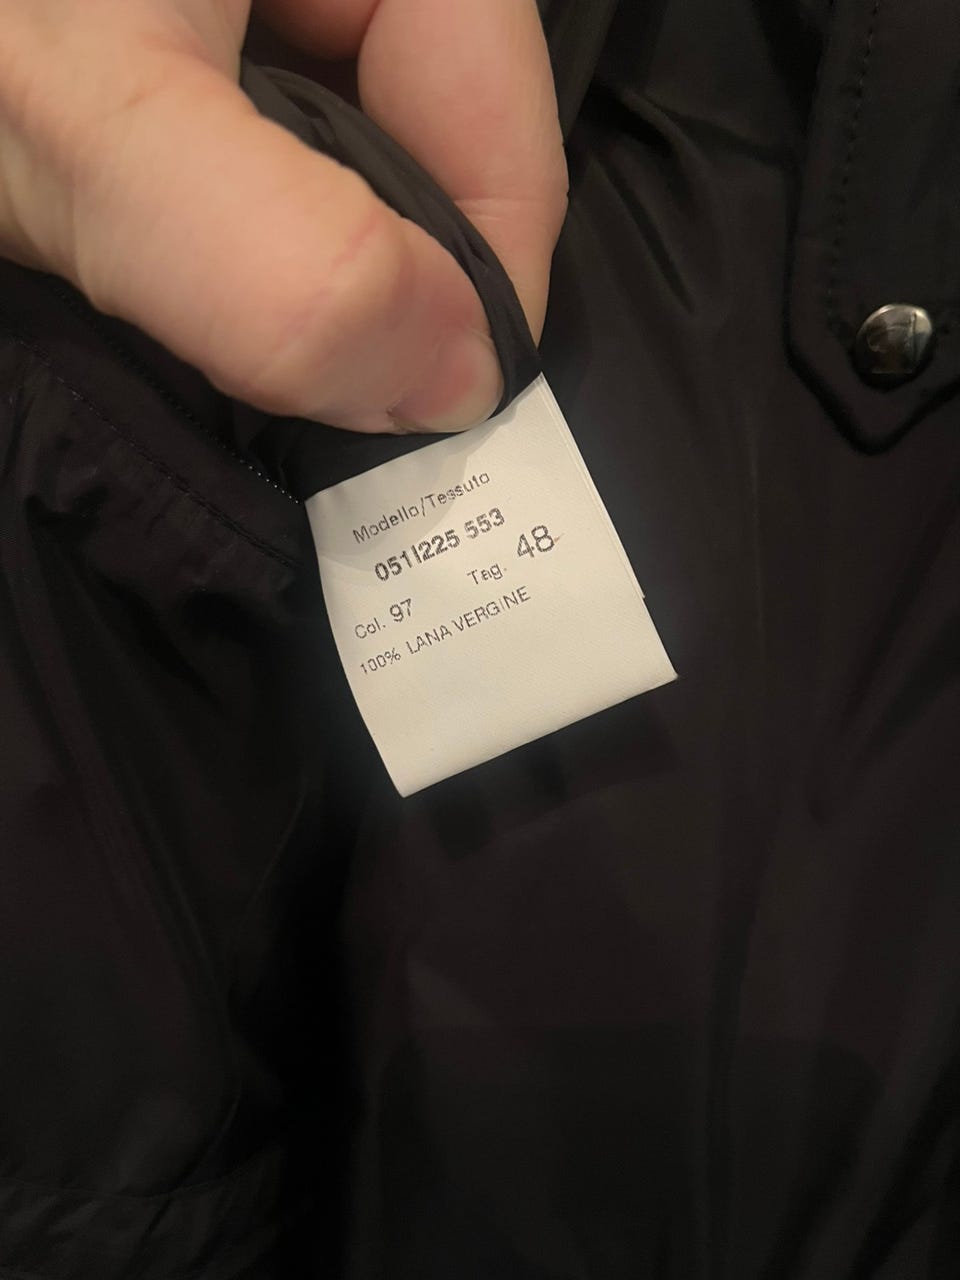 Modello/Tessuto
051I225 553
Col. 97 Tag. 48
100% LANA VERGINE